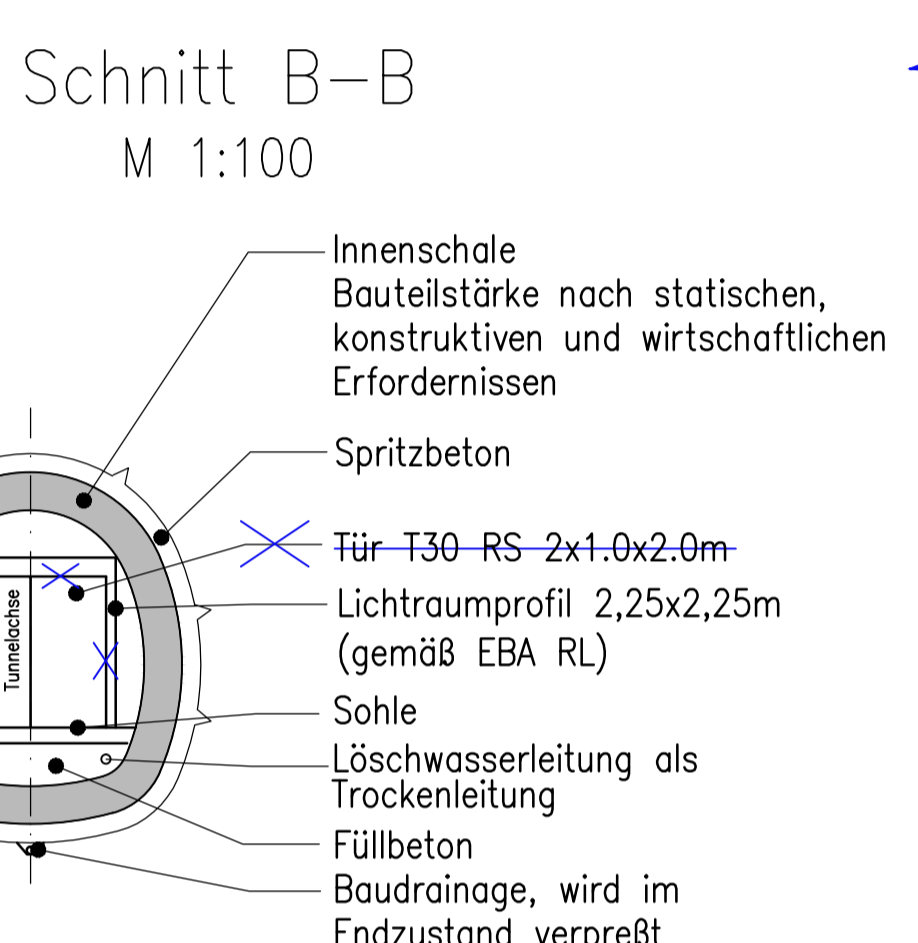 Schnitt B-B
M 1:100
Innenschale
Bauteilstärke nach statischen,
konstruktiven und wirtschaftlichen
Erfordernissen
Spritzbeton
Tür T30 RS 2x1.0x2.0m
Lichtraumprofil 2,25x2,25m
(gemäß EBA RL)
Tunnelachse
Sohle
Löschwasserleitung als
Trockenleitung
Füllbeton
Baudrainage, wird im
Endzustand verpreßt